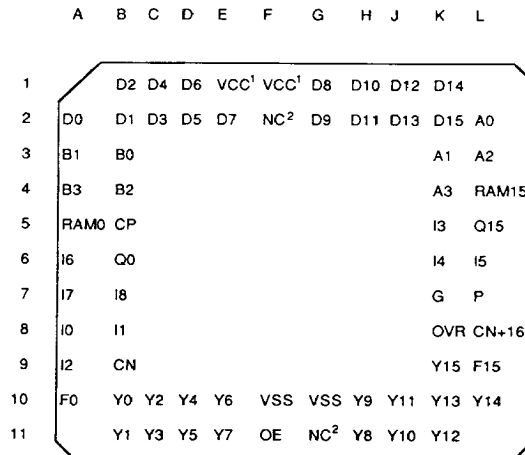 A B C D E F G H J K L
1 D2 D4 D6 VCC¹ VCC¹ D8 D10 D12 D14
2 D0 D1 D3 D5 D7 NC² D9 D11 D13 D15 A0
3 B1 B0 A1 A2
4 B3 B2 A3 RAM15
5 RAM0 CP I3 Q15
6 I6 Q0 I4 I5
7 I7 I8 G P
8 I0 I1 OVR CN+16
9 I2 CN Y15 F15
10 F0 Y0 Y2 Y4 Y6 VSS VSS Y9 Y11 Y13 Y14
11 Y1 Y3 Y5 Y7 OE NC² Y8 Y10 Y12